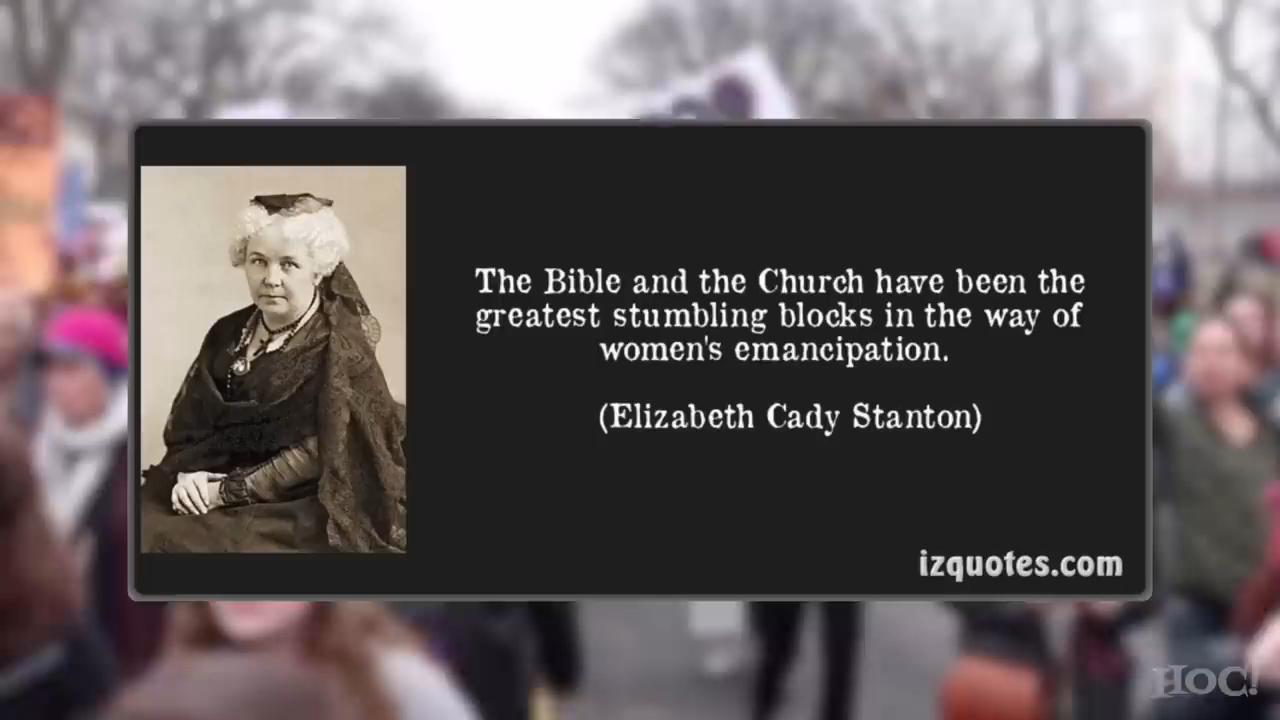 The Bible and the Church have been the
greatest stumbling blocks in the way of
women's emancipation.
(Elizabeth Cady Stanton)
izquotes.com
HOC!